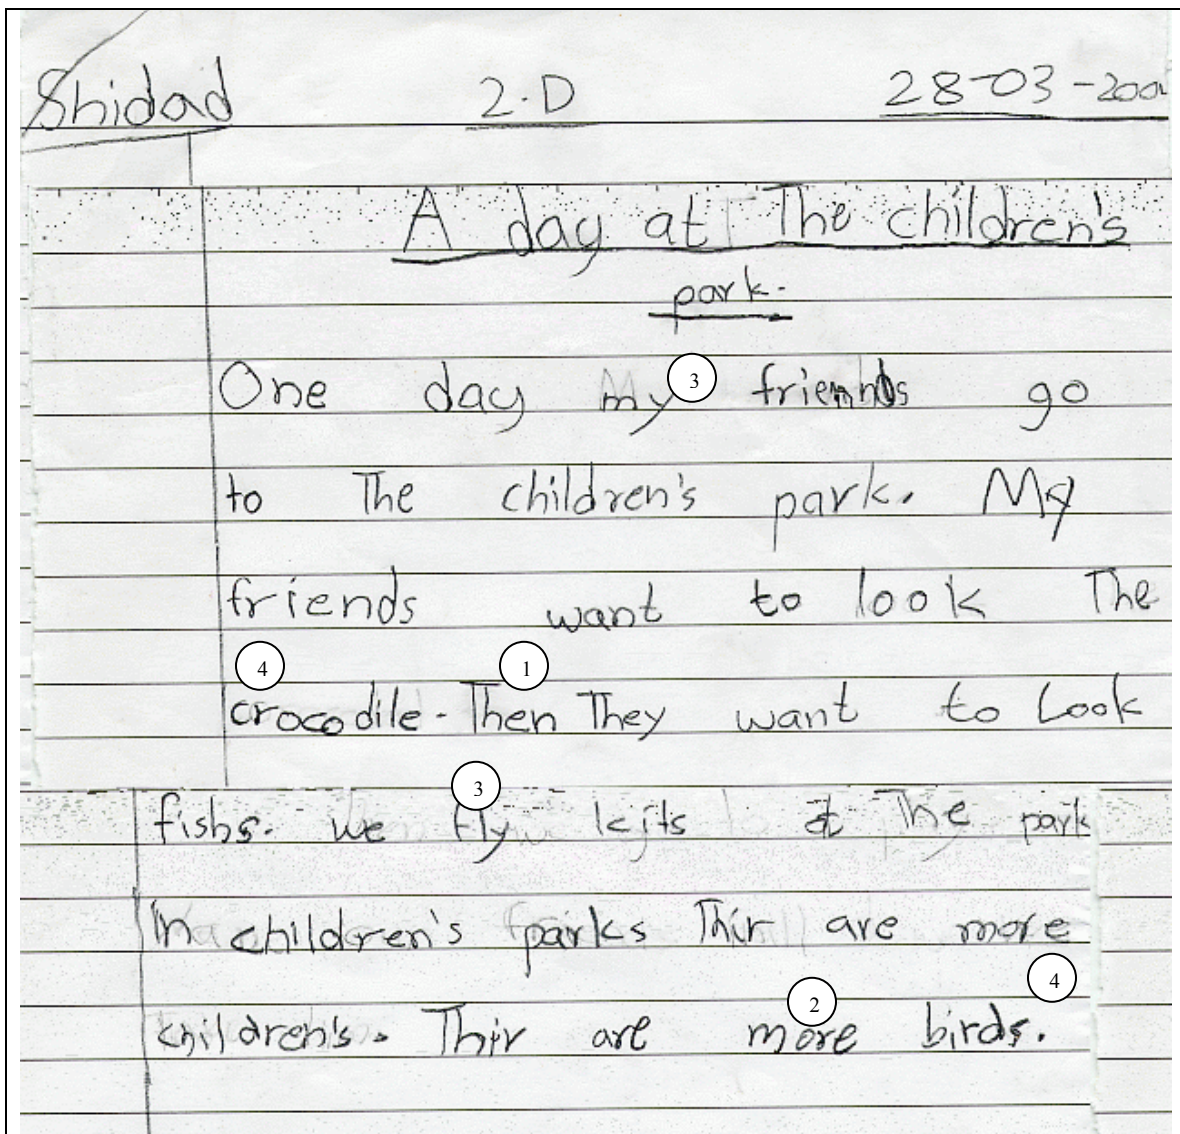 Shidad 2.D 28-03-200
A day at The children's
park.
One day My 3 friends go
to The children's park. My
friends want to look The
4 1
crocodile. Then They want to Look
3
fishs. we fly kits at The park
In children's parks Thir are more
4
2
children's. Thir are more birds.